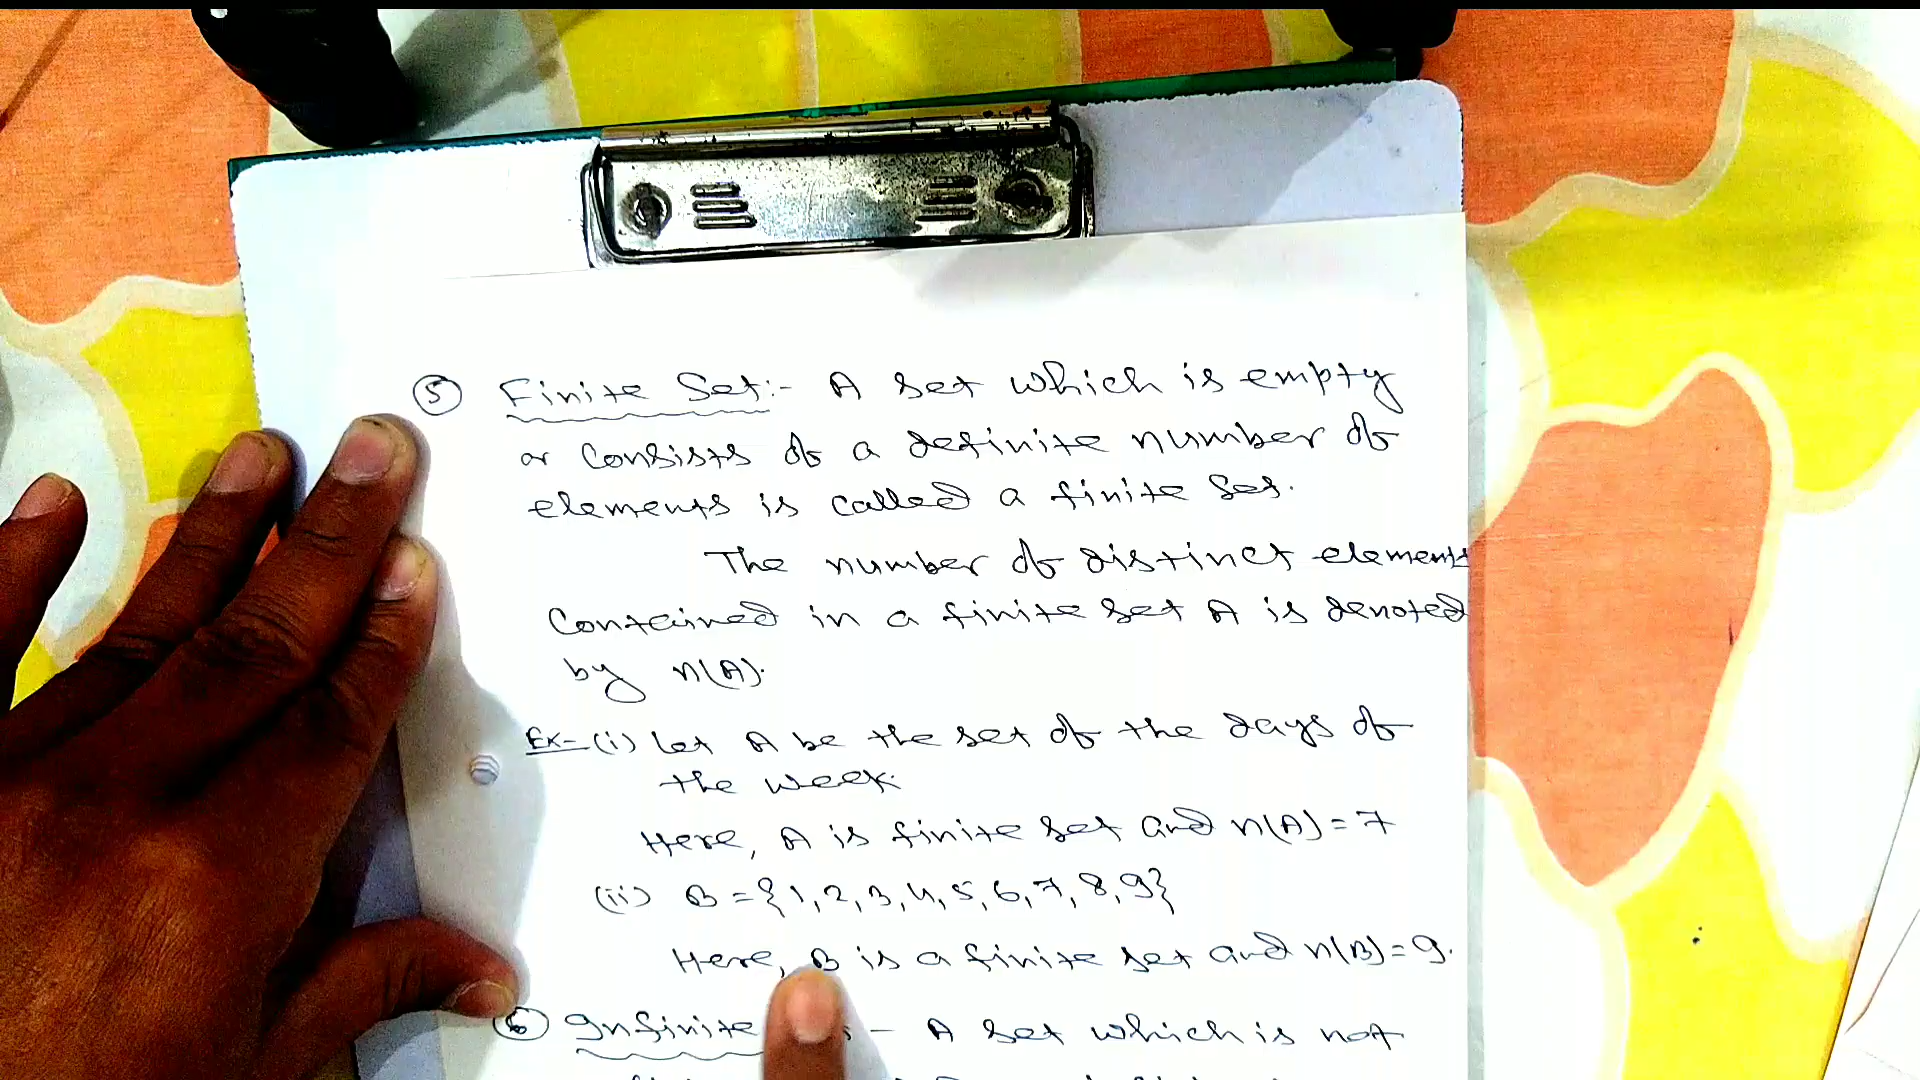 ⑤ Finite Set:- A set which is empty
or consists of a definite number of
elements is called a finite set.
The number of distinct elements
contained in a finite set A is denoted
by n(A).
Ex- (i) Let A be the set of the days of
the week.
Here, A is finite set and n(A) = 7
(ii) B = {1, 2, 3, 4, 5, 6, 7, 8, 9}
Here, B is a finite set and n(B) = 9.
⑥ Infinite - A set which is not